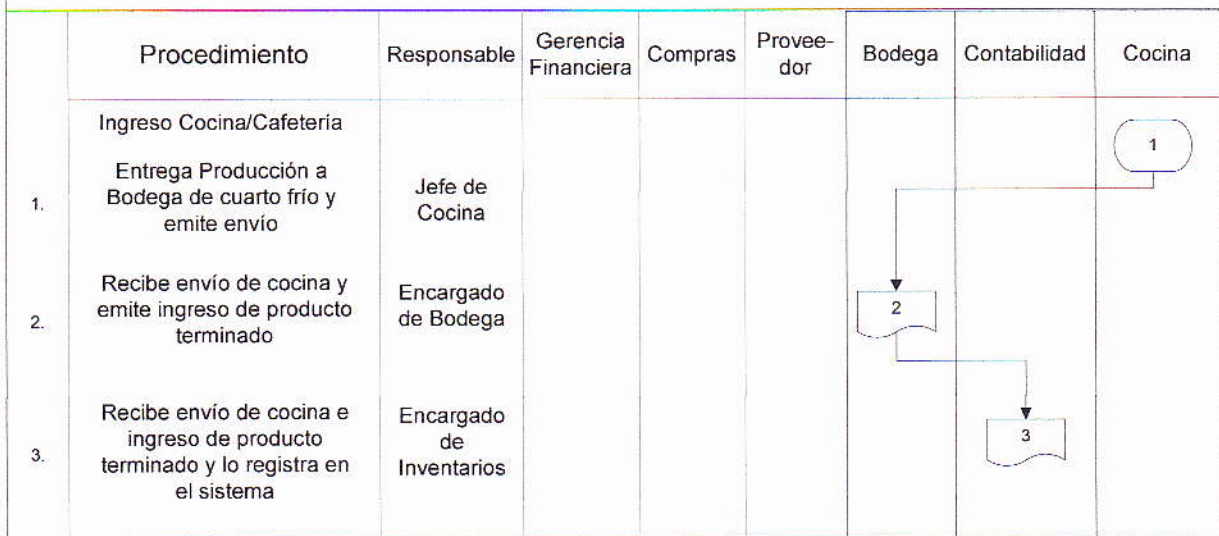 Procedimiento
Responsable
Gerencia
Financiera
Compras
Provee-
dor
Bodega
Contabilidad
Cocina
Ingreso Cocina/Cafetería
1
1.
Entrega Producción a
Bodega de cuarto frío y
emite envío
Jefe de
Cocina
2.
Recibe envío de cocina y
emite ingreso de producto
terminado
Encargado
de Bodega
2
3.
Recibe envío de cocina e
ingreso de producto
terminado y lo registra en
el sistema
Encargado
de
Inventarios
3